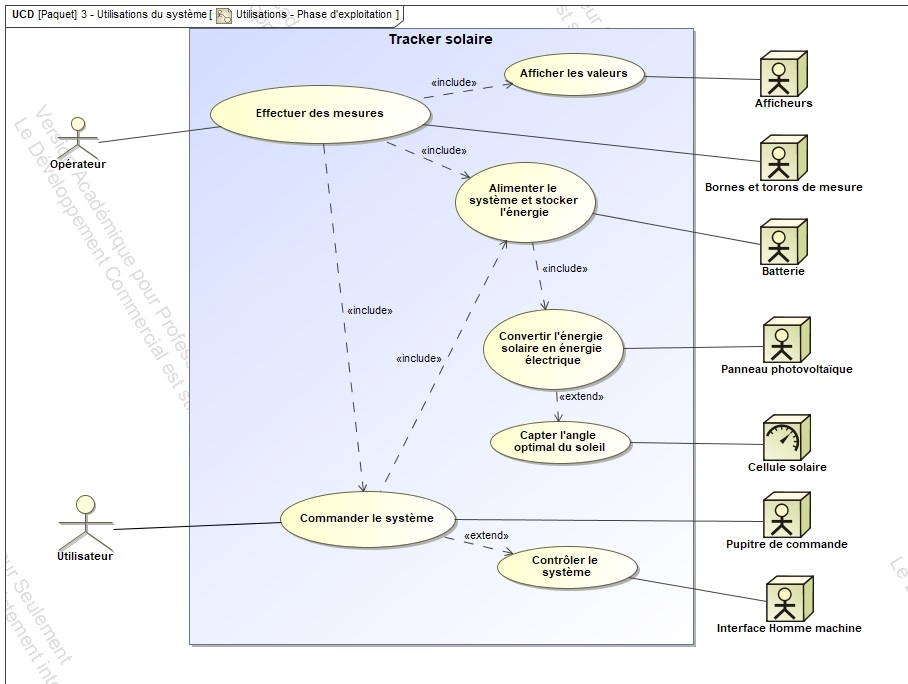 UCD [Paquet] 3 - Utilisations du système [ Utilisations - Phase d'exploitation ]
Tracker solaire
Afficher les valeurs
«include»
Afficheurs
Effectuer des mesures
Opérateur
«include»
Bornes et torons de mesure
Alimenter le
système et stocker
l'énergie
Batterie
«include»
«include»
Convertir l'énergie
solaire en énergie
électrique
«include»
Panneau photovoltaïque
«extend»
Capter l'angle
optimal du soleil
Cellule solaire
Commander le système
Utilisateur
«extend»
Pupitre de commande
Contrôler le
système
Interface Homme machine
Académique pour
Le Développement Commercial est
ur Seulement